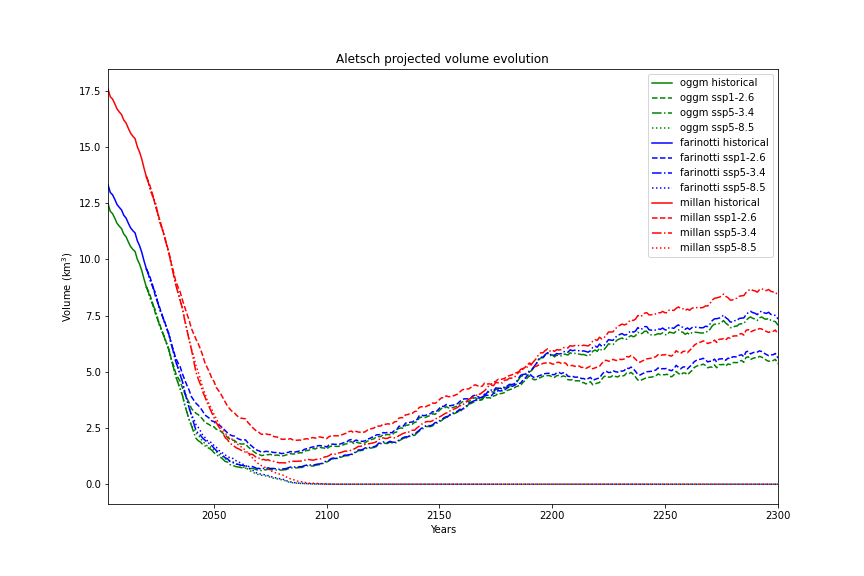 Aletsch projected volume evolution
17.5
15.0
12.5
10.0
7.5
5.0
2.5
0.0
Volume (km³)
oggm historical
oggm ssp1-2.6
oggm ssp5-3.4
oggm ssp5-8.5
farinotti historical
farinotti ssp1-2.6
farinotti ssp5-3.4
farinotti ssp5-8.5
millan historical
millan ssp1-2.6
millan ssp5-3.4
millan ssp5-8.5
2050 2100 2150 2200 2250 2300
Years